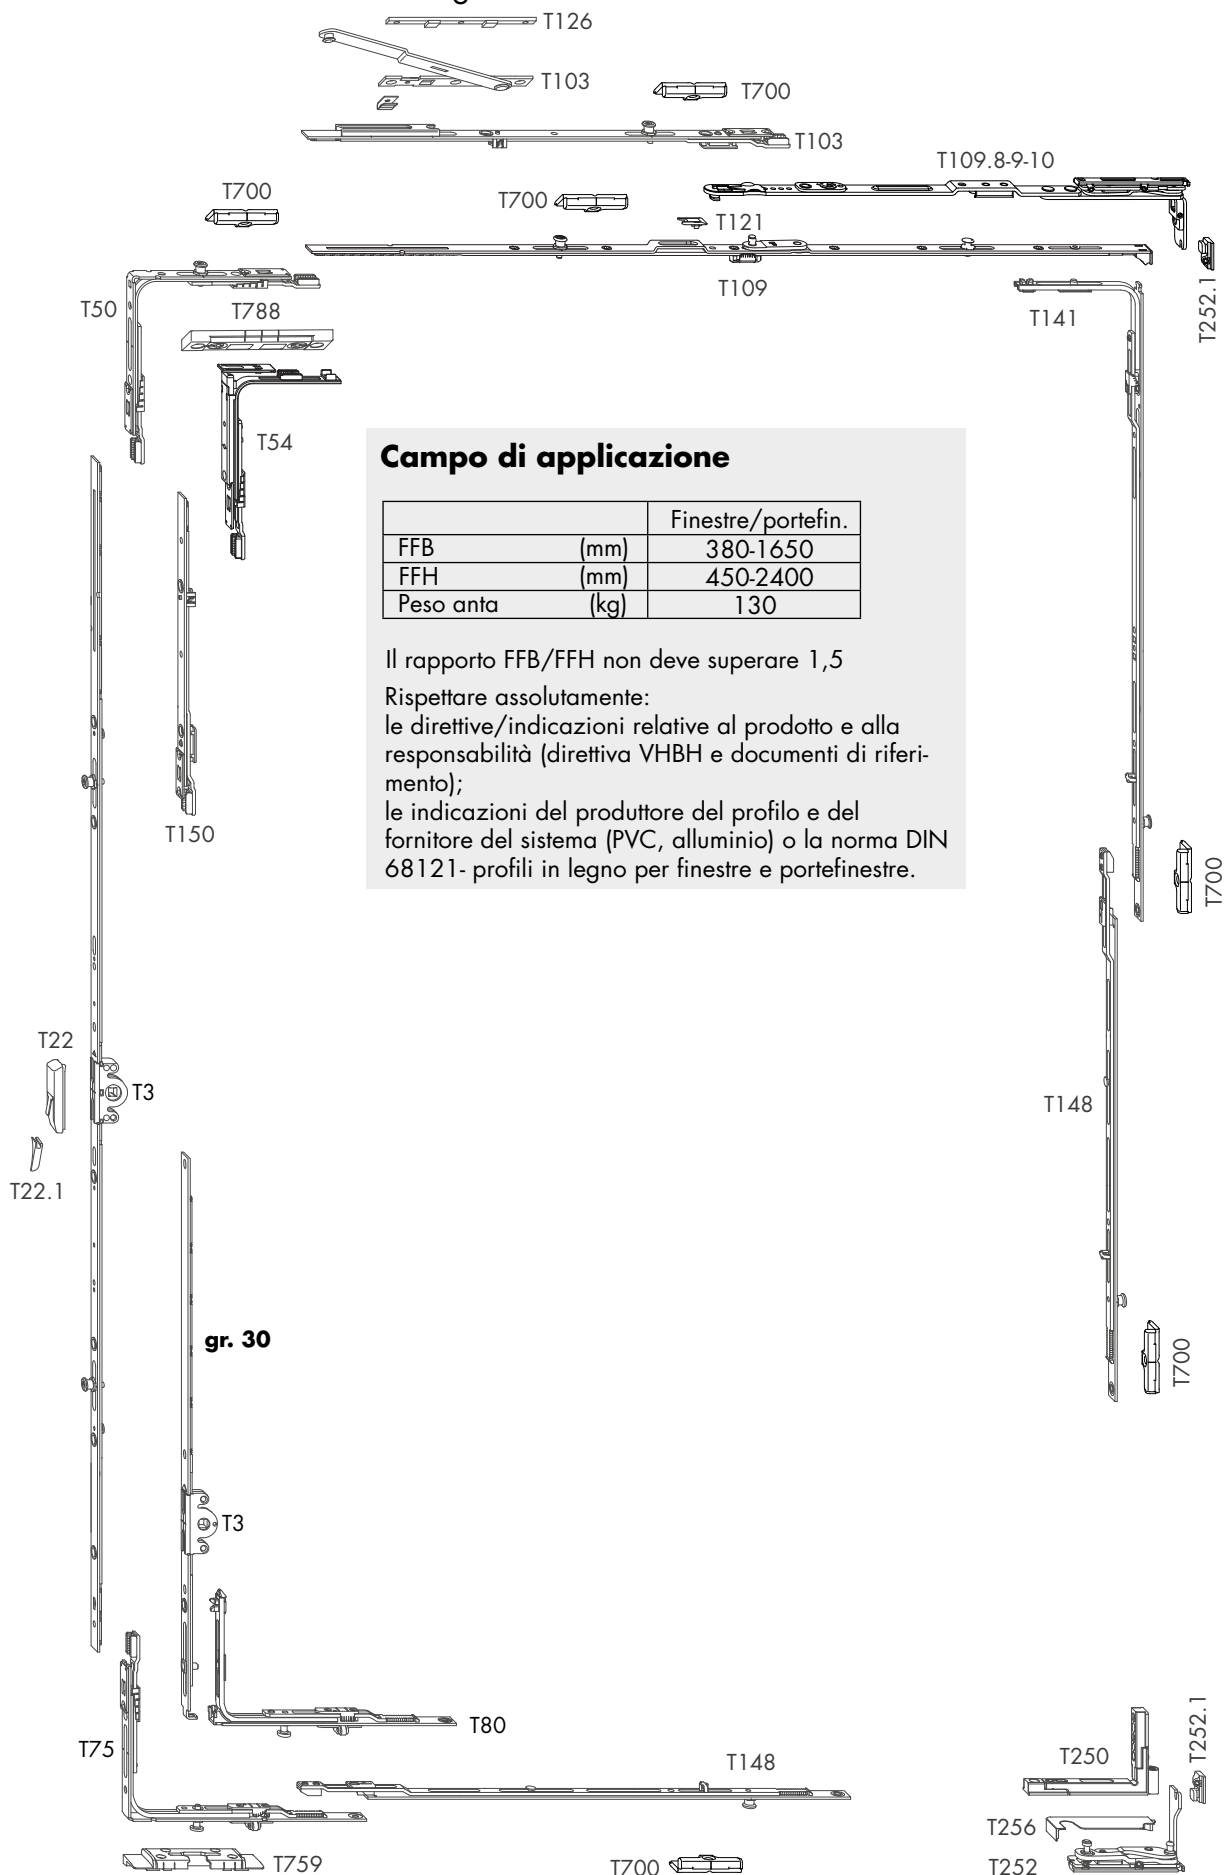 T126
T103
T700
T103
T109.8-9-10
T700
T700
T121
T50
T788
T109
T141
T252.1
T54
Campo di applicazione
Finestre/portefin.
FFB (mm) 380-1650
FFH (mm) 450-2400
Peso anta (kg) 130
Il rapporto FFB/FFH non deve superare 1,5
Rispettare assolutamente:
le direttive/indicazioni relative al prodotto e alla
responsabilità (direttiva VHBH e documenti di riferi-
mento);
le indicazioni del produttore del profilo e del
fornitore del sistema (PVC, alluminio) o la norma DIN
68121- profili in legno per finestre e portefinestre.
T150
T700
T22
T3
T148
T22.1
gr. 30
T700
T3
T80
T75
T148
T250
T252.1
T256
T759
T700
T252